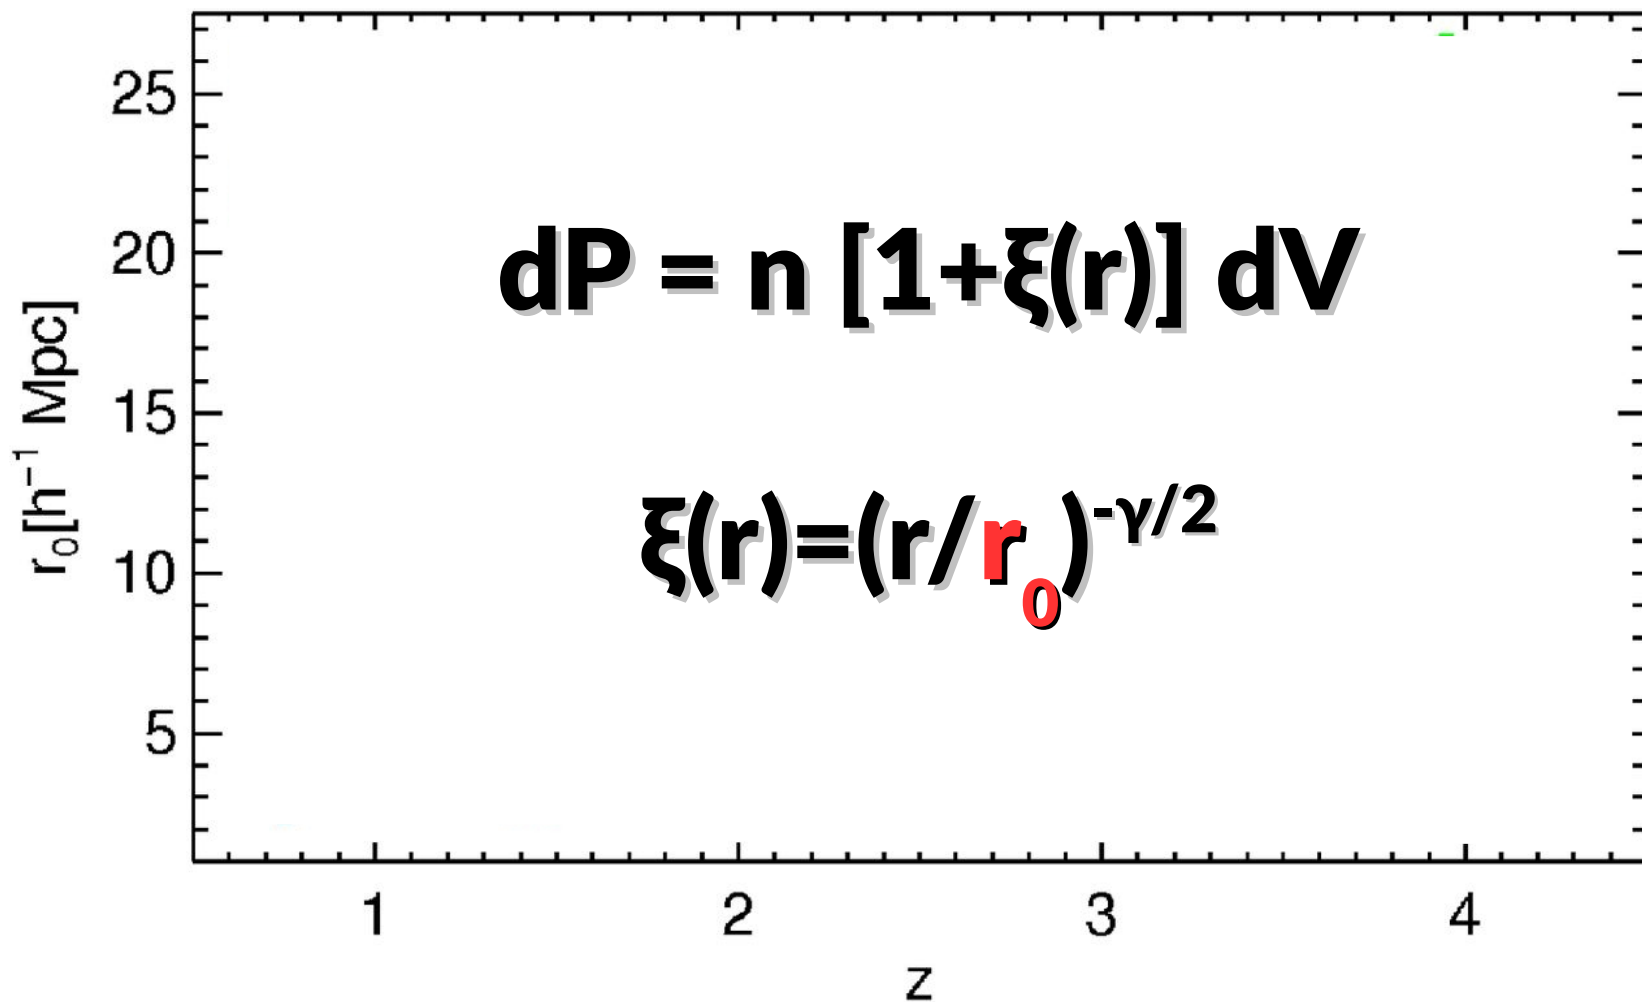 25
20
dP = n [1+ξ(r)] dV
15
r₀[h⁻¹ Mpc]
ξ(r)=(r/r₀)^-γ/2
10
5
1 2 3 4
z